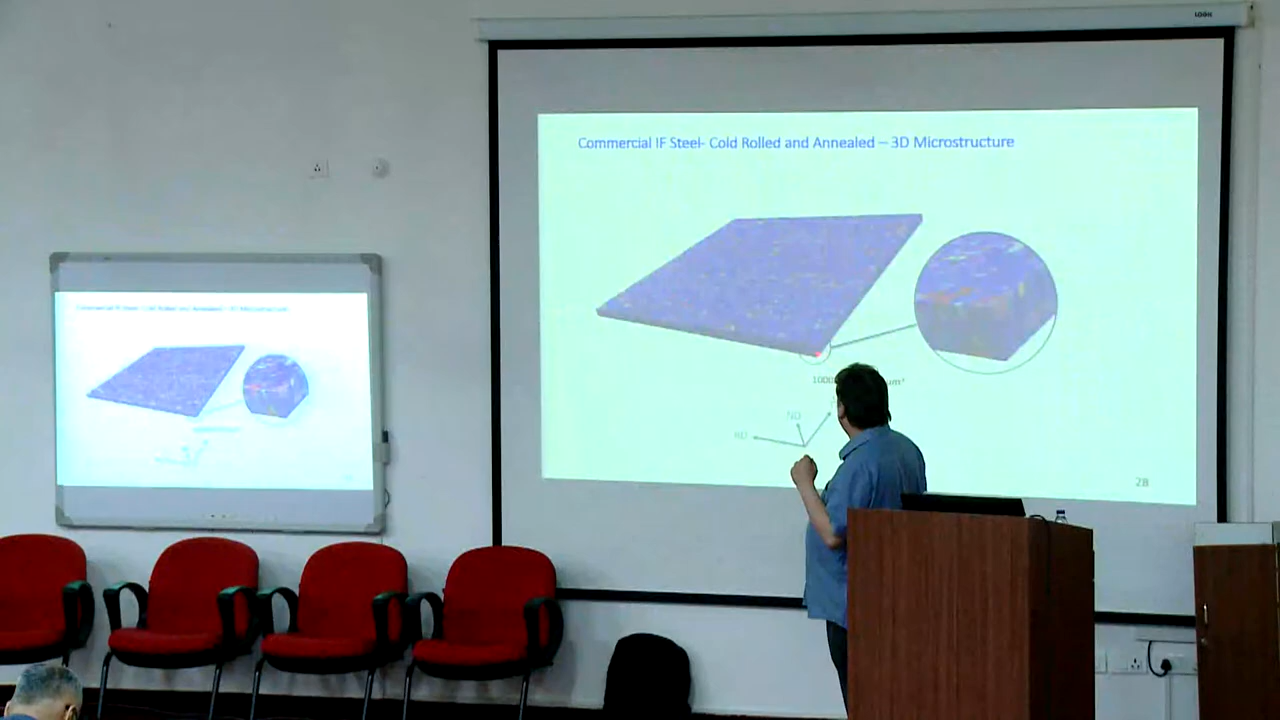 Commercial IF Steel- Cold Rolled and Annealed – 3D Microstructure
ND
RD
28